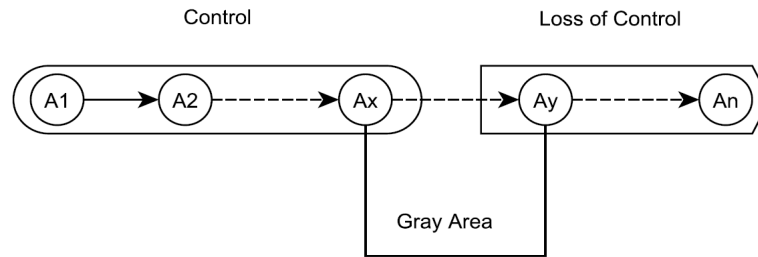 Control
Loss of Control
A1
A2
Ax
Ay
An
Gray Area